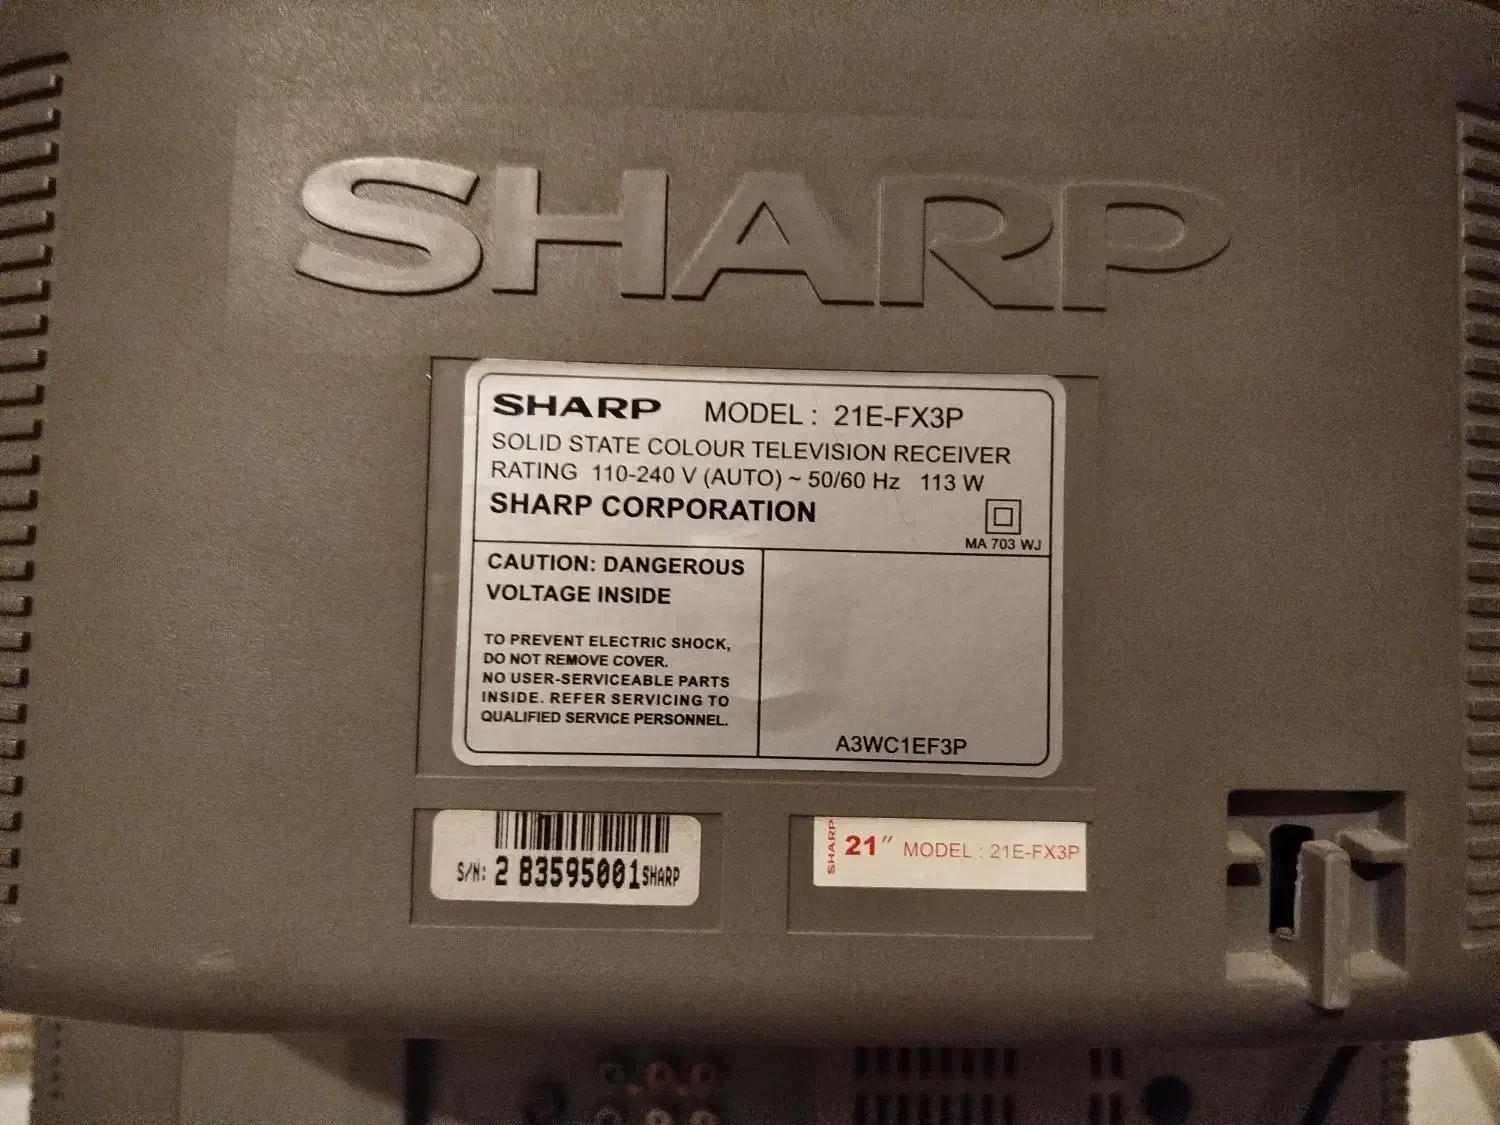 SHARP
SHARP MODEL : 21E-FX3P
SOLID STATE COLOUR TELEVISION RECEIVER
RATING 110-240 V (AUTO) ~ 50/60 Hz 113 W
SHARP CORPORATION
MA 703 WJ
CAUTION: DANGEROUS
VOLTAGE INSIDE
TO PREVENT ELECTRIC SHOCK,
DO NOT REMOVE COVER.
NO USER-SERVICEABLE PARTS
INSIDE. REFER SERVICING TO
QUALIFIED SERVICE PERSONNEL.
A3WC1EF3P
S/N: 2 83595001 SHARP
SHARP 21″ MODEL : 21E-FX3P